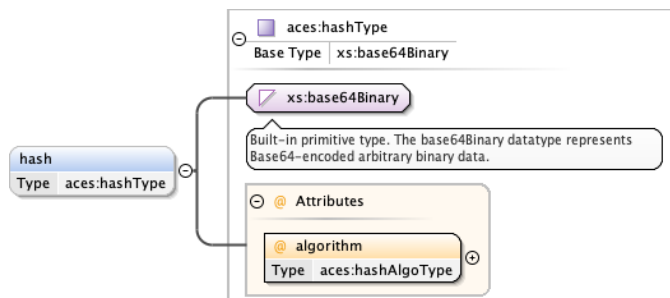 aces:hashType
Base Type xs:base64Binary
xs:base64Binary
Built-in primitive type. The base64Binary datatype represents
Base64-encoded arbitrary binary data.
hash
Type aces:hashType
@ Attributes
@ algorithm
Type aces:hashAlgoType